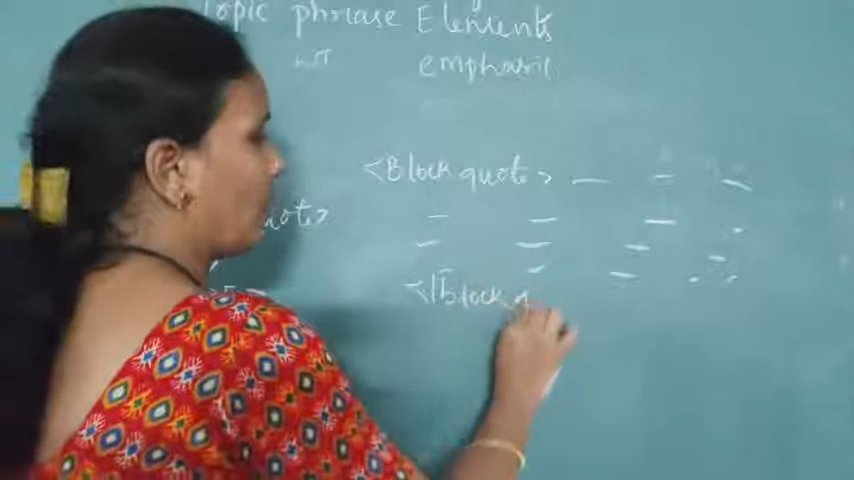 Topic phrase Elements
emphasis
<Block quote>
quote>
</block q